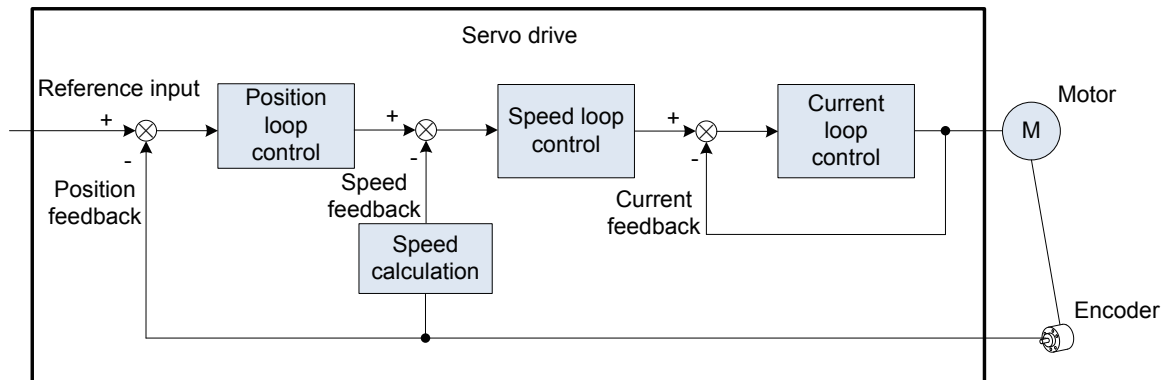 Servo drive
Reference input
+
-
Position
loop
control
+
-
Speed loop
control
+
-
Current
loop
control
Motor
M
Position
feedback
Speed
feedback
Current
feedback
Speed
calculation
Encoder